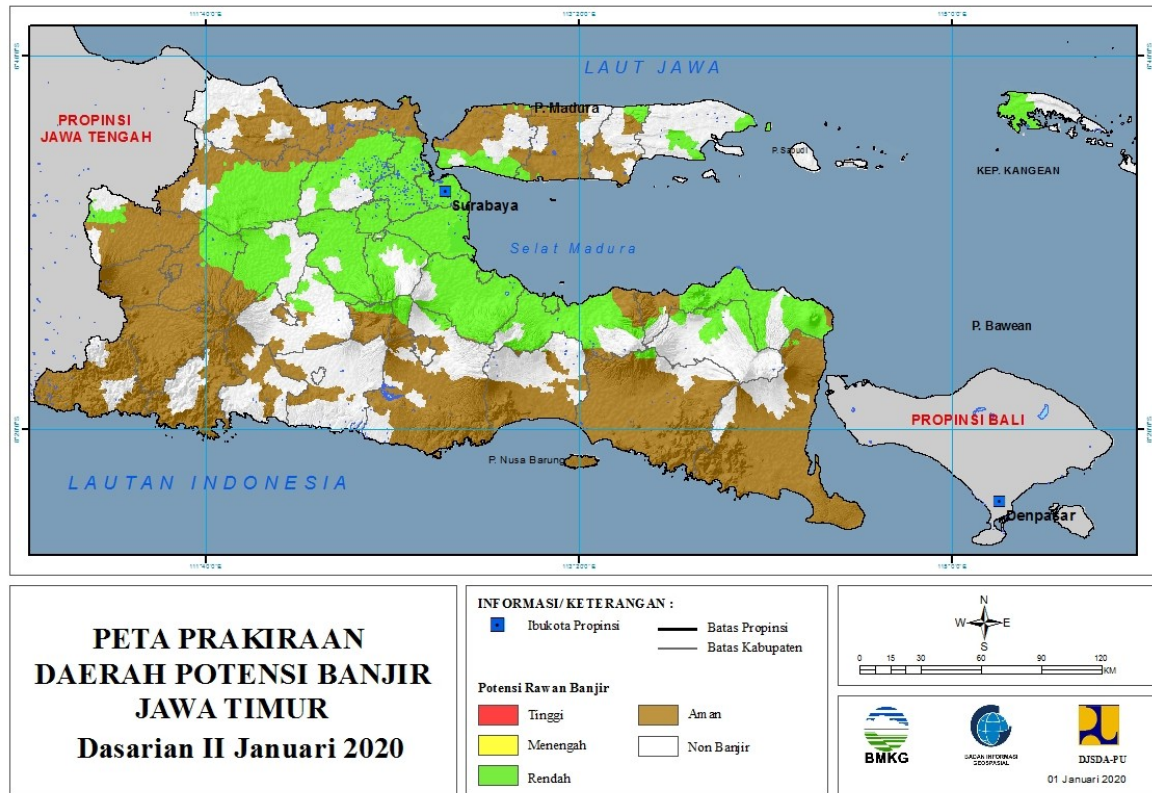 LAUT JAWA
PROPINSI
JAWA TENGAH
P. Madura
P. Sapudi
KEP. KANGEAN
Surabaya
Selat Madura
P. Bawean
PROPINSI BALI
P. Nusa Barung
LAUTAN INDONESIA
Denpasar
PETA PRAKIRAAN
DAERAH POTENSI BANJIR
JAWA TIMUR
Dasarian II Januari 2020
INFORMASI/ KETERANGAN :
Ibukota Propinsi
Batas Propinsi
Batas Kabupaten
Potensi Rawan Banjir
Tinggi
Menengah
Rendah
Aman
Non Banjir
N
W E
S
0 15 30 60 90 120
KM
BMKG
BADAN INFORMASI
GEOSPASIAL
DJSDA-PU
01 Januari 2020